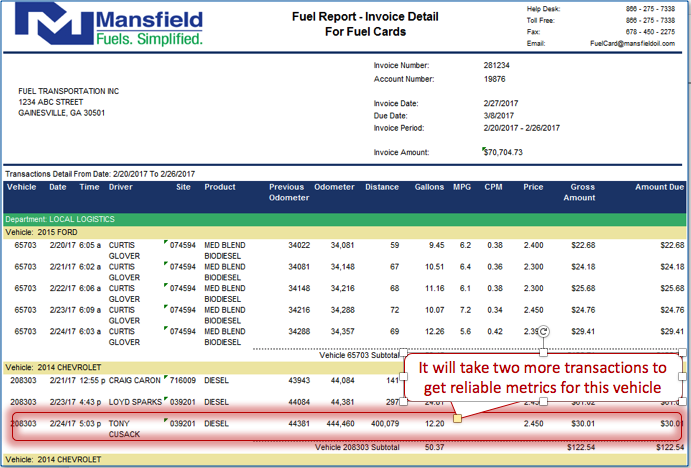 Mansfield
Fuels. Simplified.
Fuel Report - Invoice Detail
For Fuel Cards
Help Desk: 866 - 275 - 7338
Toll Free: 866 - 275 - 7338
Fax: 678 - 450 - 2275
Email: FuelCard@mansfieldoil.com
Invoice Number: 281234
Account Number: 19876
FUEL TRANSPORTATION INC
1234 ABC STREET
GAINESVILLE, GA 30501
Invoice Date: 2/27/2017
Due Date: 3/8/2017
Invoice Period: 2/20/2017 - 2/26/2017
Invoice Amount: $70,704.73
Transactions Detail From Date: 2/20/2017 To 2/26/2017
Vehicle Date Time Driver Site Product Previous Odometer Distance Gallons MPG CPM Price Gross Amount Due
Odometer Amount
Department: LOCAL LOGISTICS
Vehicle: 2015 FORD
65703 2/20/17 6:05 a CURTIS 074594 MED BLEND 34022 34,081 59 9.45 6.2 0.38 2.400 $22.68 $22.68
GLOVER BIODIESEL
65703 2/21/17 6:02 a CURTIS 074594 MED BLEND 34081 34,148 67 10.51 6.4 0.36 2.300 $24.18 $24.18
GLOVER BIODIESEL
65703 2/22/17 6:06 a CURTIS 074594 MED BLEND 34148 34,216 68 11.16 6.1 0.38 2.300 $25.68 $25.68
GLOVER BIODIESEL
65703 2/23/17 6:09 a CURTIS 074594 MED BLEND 34216 34,288 72 10.07 7.2 0.34 2.450 $24.76 $24.76
GLOVER BIODIESEL
65703 2/24/17 6:03 a CURTIS 074594 MED BLEND 34288 34,357 69 12.26 5.6 0.42 $29.41 $29.41
GLOVER BIODIESEL
Vehicle 65703 Subtotal
It will take two more transactions to
get reliable metrics for this vehicle
Vehicle: 2014 CHEVROLET
208303 2/21/17 12:55 p CRAIG CARON 716009 DIESEL 43943 44,084 141
208303 2/23/17 4:43 p LOYD SPARKS 039201 DIESEL 44084 44,381 297
208303 2/24/17 5:03 p TONY 039201 DIESEL 44381 444,460 400,079 12.20 2.450 $30.01 $30.01
CUSACK
Vehicle 208303 Subtotal 50.37 $122.54 $122.54
Vehicle: 2014 CHEVROLET